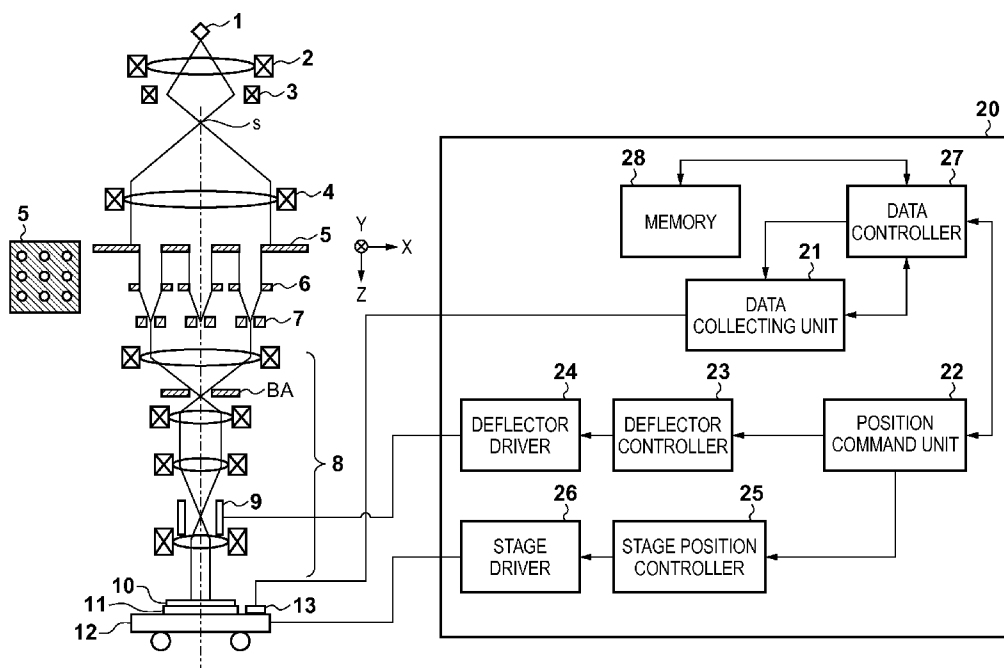 1
2
3
S
4
5
5
Y
X
Z
6
7
BA
8
9
10
11
12
13
20
28
MEMORY
27
DATA
CONTROLLER
21
DATA
COLLECTING UNIT
24
DEFLECTOR
DRIVER
23
DEFLECTOR
CONTROLLER
22
POSITION
COMMAND UNIT
26
STAGE
DRIVER
25
STAGE POSITION
CONTROLLER